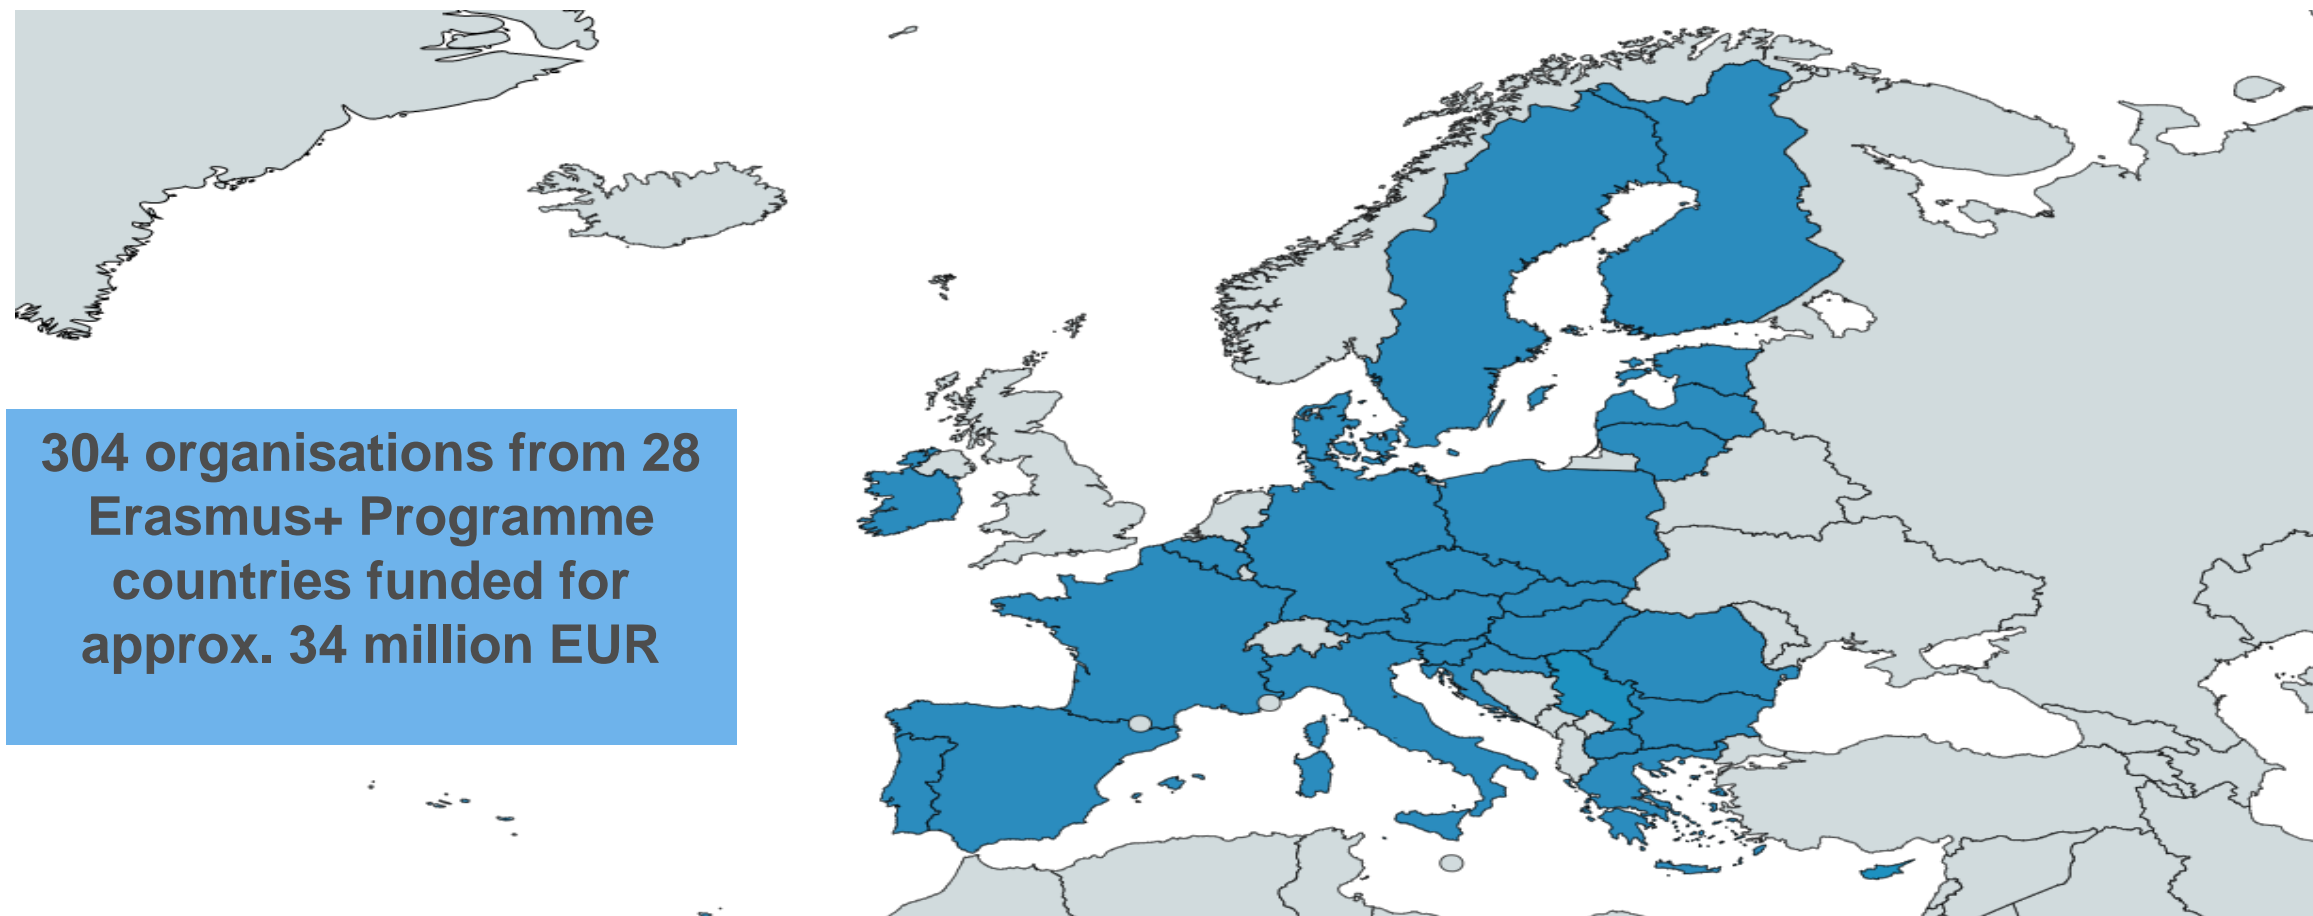 304 organisations from 28
Erasmus+ Programme
countries funded for
approx. 34 million EUR